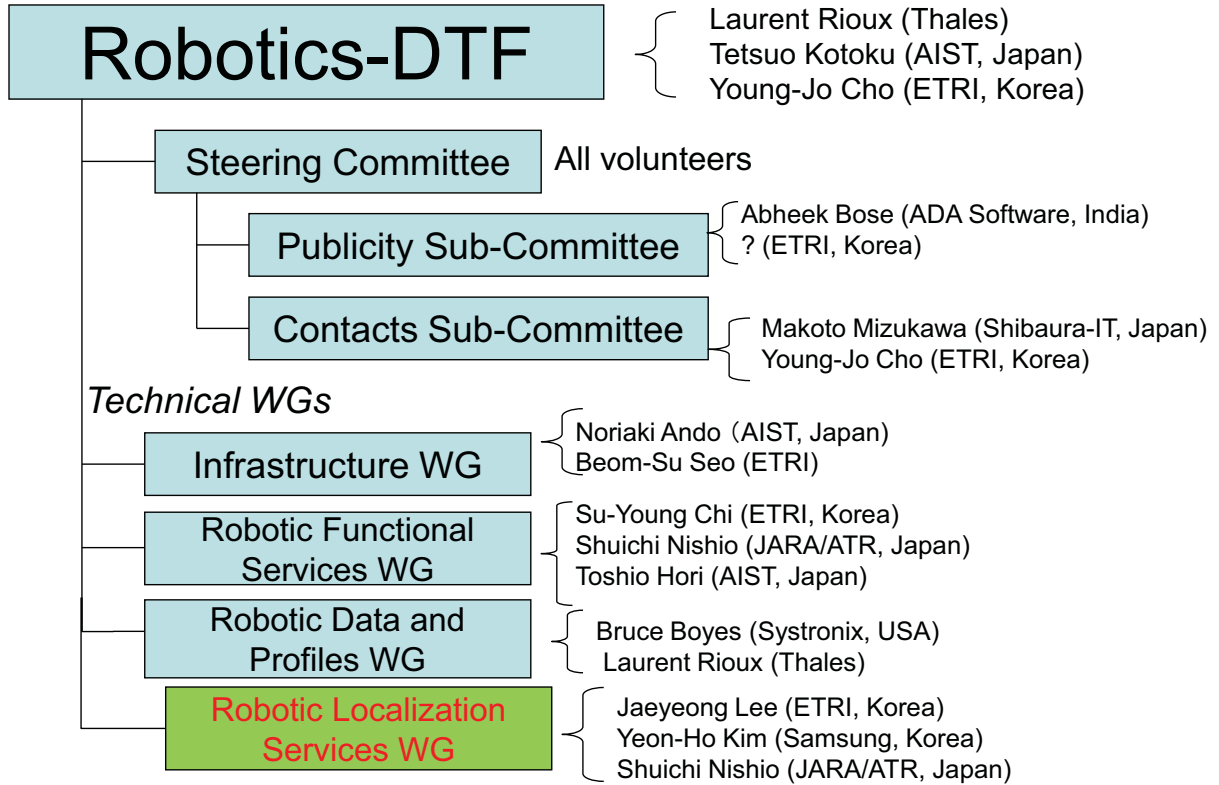 Robotics-DTF
Laurent Rioux (Thales)
Tetsuo Kotoku (AIST, Japan)
Young-Jo Cho (ETRI, Korea)
Steering Committee
All volunteers
Publicity Sub-Committee
Abheek Bose (ADA Software, India)
? (ETRI, Korea)
Contacts Sub-Committee
Makoto Mizukawa (Shibaura-IT, Japan)
Young-Jo Cho (ETRI, Korea)
Technical WGs
Infrastructure WG
Noriaki Ando（AIST, Japan)
Beom-Su Seo (ETRI)
Robotic Functional
Services WG
Su-Young Chi (ETRI, Korea)
Shuichi Nishio (JARA/ATR, Japan)
Toshio Hori (AIST, Japan)
Robotic Data and
Profiles WG
Bruce Boyes (Systronix, USA)
Laurent Rioux (Thales)
Robotic Localization
Services WG
Jaeyeong Lee (ETRI, Korea)
Yeon-Ho Kim (Samsung, Korea)
Shuichi Nishio (JARA/ATR, Japan)